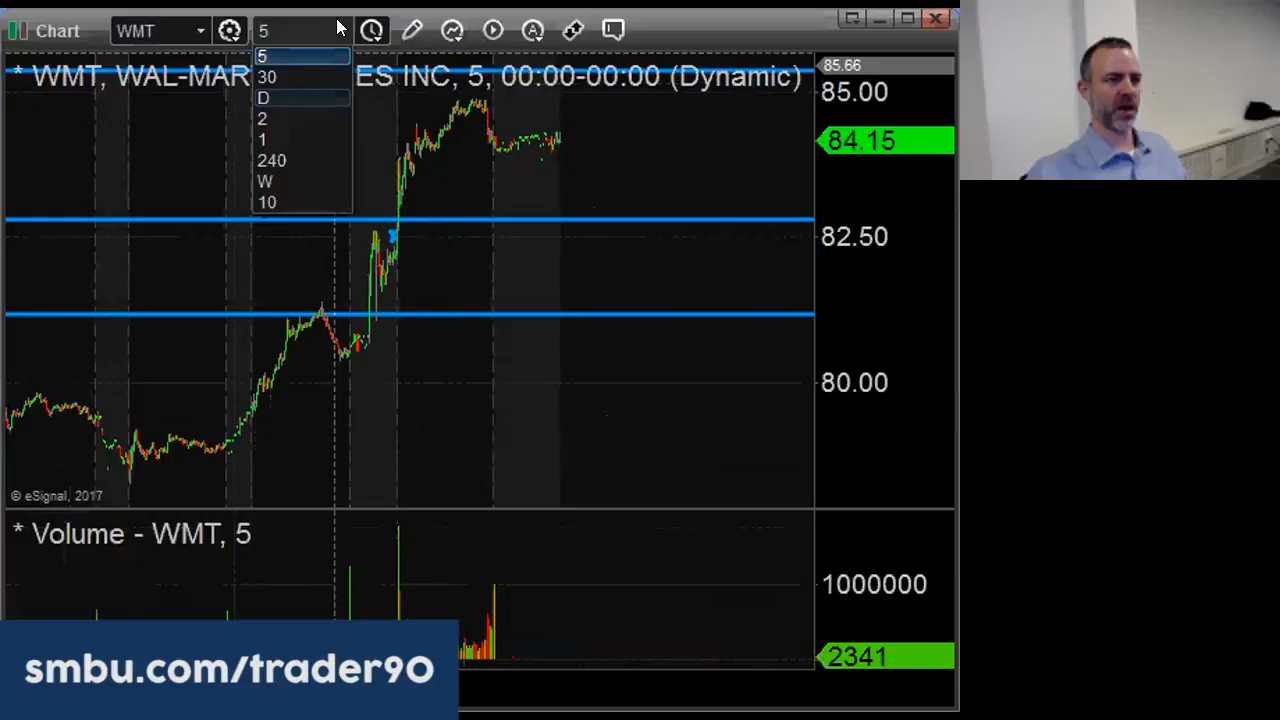 Chart
WMT
5
5
30
D
2
1
240
W
10
* WMT, WAL-MAR ES INC, 5, 00:00-00:00 (Dynamic)
85.66
85.00
84.15
82.50
80.00
© eSignal, 2017
* Volume - WMT, 5
1000000
2341
smbu.com/trader90